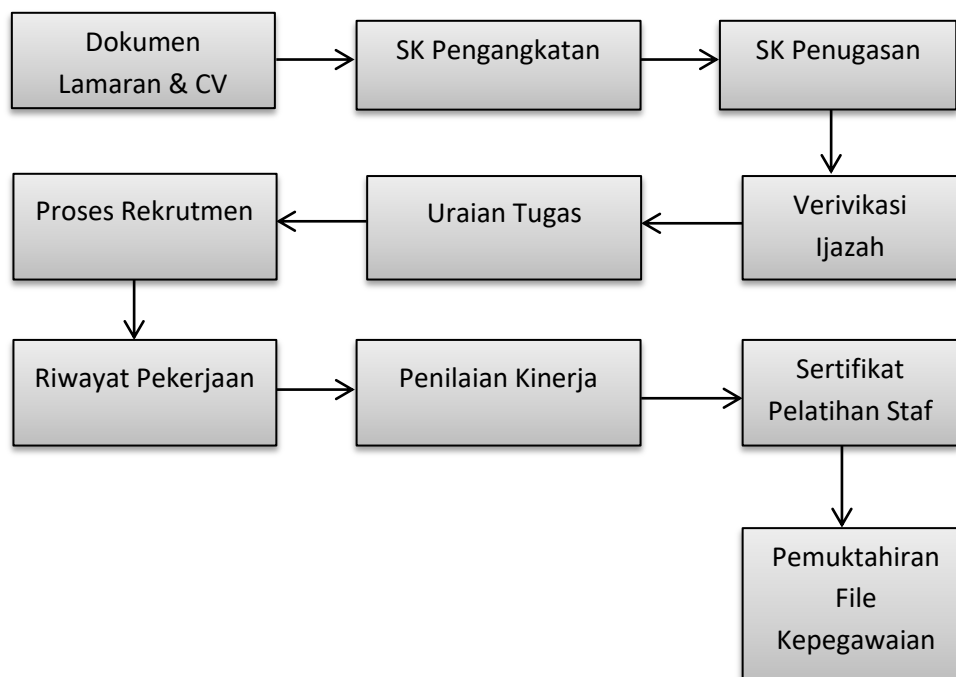 Dokumen
Lamaran & CV
SK Pengangkatan
SK Penugasan
Verivikasi
Ijazah
Uraian Tugas
Proses Rekrutmen
Riwayat Pekerjaan
Penilaian Kinerja
Sertifikat
Pelatihan Staf
Pemuktahiran
File
Kepegawaian